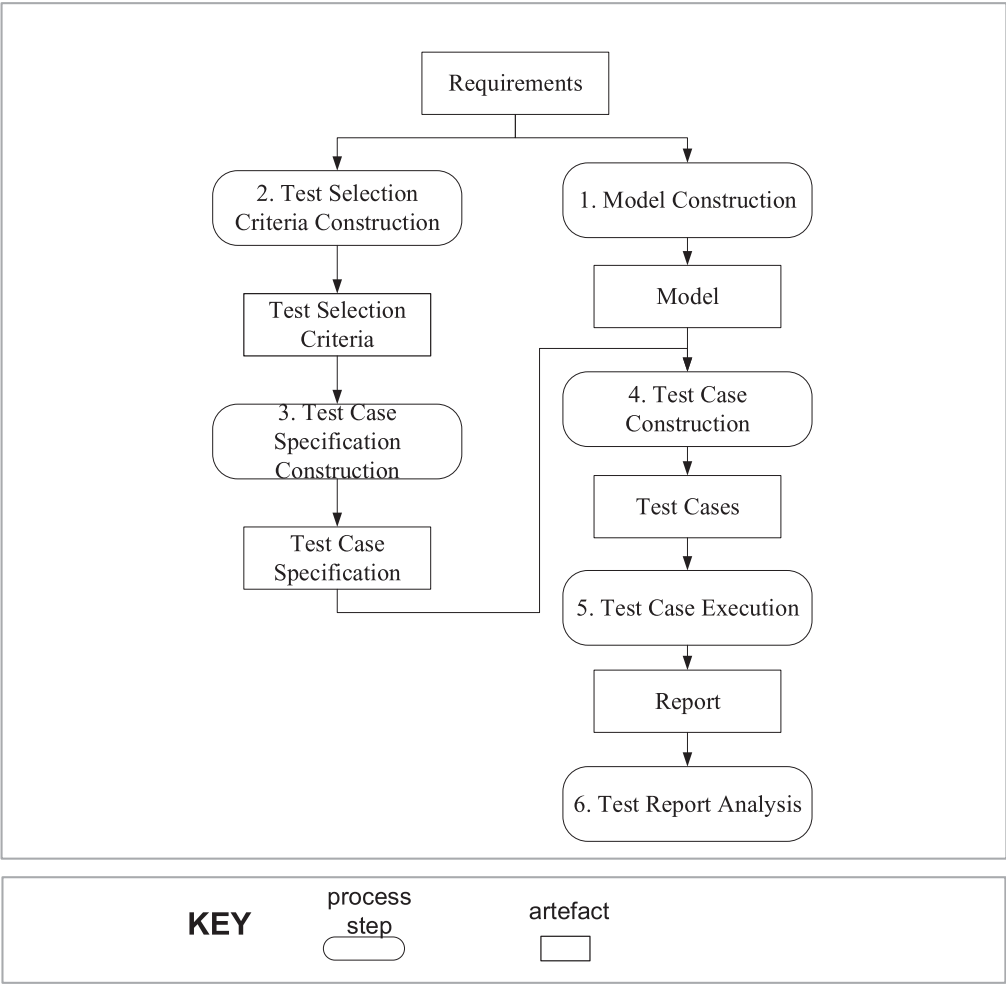 Requirements
2. Test Selection
Criteria Construction
1. Model Construction
Test Selection
Criteria
Model
3. Test Case
Specification
Construction
4. Test Case
Construction
Test Case
Specification
Test Cases
5. Test Case Execution
Report
6. Test Report Analysis
KEY
process
step
artefact